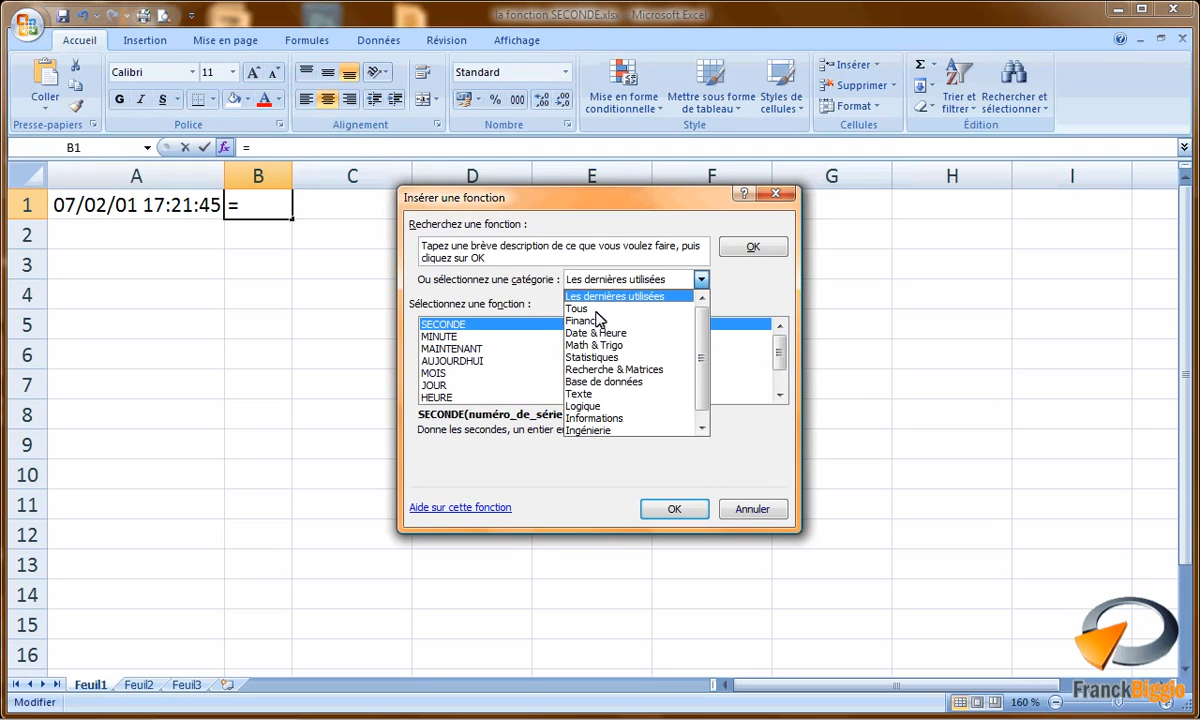 la fonction SECONDE.xlsx - Microsoft Excel
Accueil Insertion Mise en page Formules Données Révision Affichage
Calibri 11 Standard Σ
Coller
G I S
% 000
Mise en forme conditionnelle
Mettre sous forme de tableau
Styles de cellules
Insérer
Supprimer
Format
Trier et filtrer
Rechercher et sélectionner
Presse-papiers Police Alignement Nombre Style Cellules Édition
B1 fx =
A B C D E F G H I
1 07/02/01 17:21:45 =
2
3
4
5
6
7
8
9
10
11
12
13
14
15
16
Insérer une fonction
Recherchez une fonction :
Tapez une brève description de ce que vous voulez faire, puis
cliquez sur OK
OK
Ou sélectionnez une catégorie : Les dernières utilisées
Les dernières utilisées
Tous
Date & Heure
Math & Trigo
Statistiques
Recherche & Matrices
Base de données
Texte
Logique
Informations
Ingénierie
Sélectionnez une fonction :
SECONDE
MINUTE
MAINTENANT
AUJOURDHUI
MOIS
JOUR
HEURE
SECONDE(numéro_de_série
Donne les secondes, un entier
Aide sur cette fonction
OK Annuler
Feuil1 Feuil2 Feuil3
Modifier 160 %
FranckBiggio